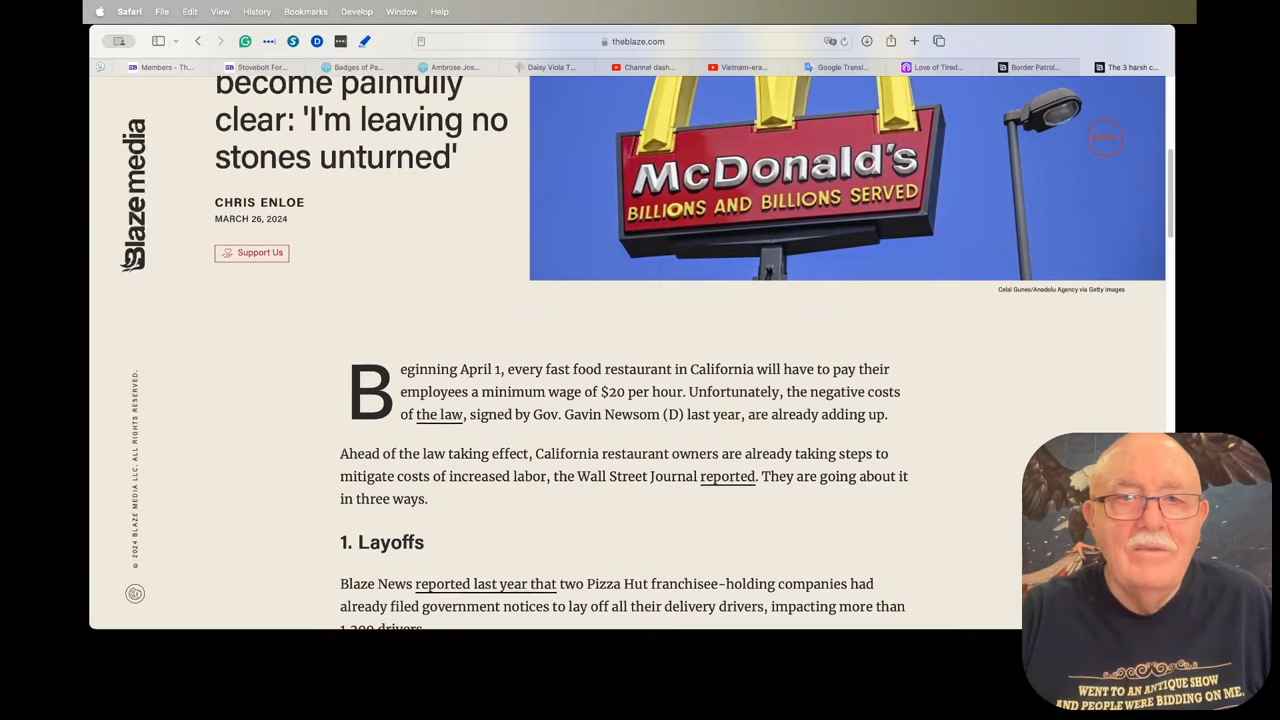 Safari File Edit View History Bookmarks Develop Window Help
theblaze.com
Members - Th... Stovebolt For... Badges of Pa... Ambrose Jos... Daisy Viola T... Channel dash... Vietnam-era... Google Transl... Love of Tired... Border Patrol... The 3 harsh c...
become painfully
clear: 'I'm leaving no
stones unturned'
CHRIS ENLOE
MARCH 26, 2024
Support Us
Blaze media
© 2024 BLAZE MEDIA LLC. ALL RIGHTS RESERVED.
McDonald's
BILLIONS AND BILLIONS SERVED
Celal Gunes/Anadolu Agency via Getty Images
Beginning April 1, every fast food restaurant in California will have to pay their
employees a minimum wage of $20 per hour. Unfortunately, the negative costs
of the law, signed by Gov. Gavin Newsom (D) last year, are already adding up.
Ahead of the law taking effect, California restaurant owners are already taking steps to
mitigate costs of increased labor, the Wall Street Journal reported. They are going about it
in three ways.
1. Layoffs
Blaze News reported last year that two Pizza Hut franchisee-holding companies had
already filed government notices to lay off all their delivery drivers, impacting more than
1,200 drivers.
WENT TO AN ANTIQUE SHOW
AND PEOPLE WERE BIDDING ON ME.